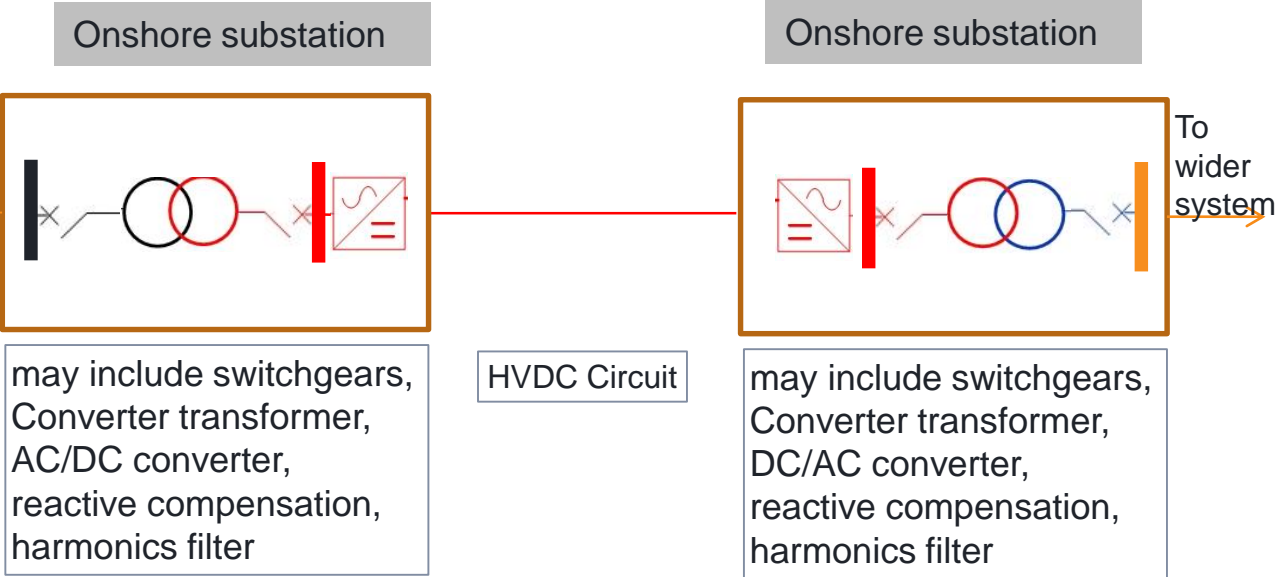 Onshore substation
Onshore substation
To
wider
system
may include switchgears,
Converter transformer,
AC/DC converter,
reactive compensation,
harmonics filter
HVDC Circuit
may include switchgears,
Converter transformer,
DC/AC converter,
reactive compensation,
harmonics filter